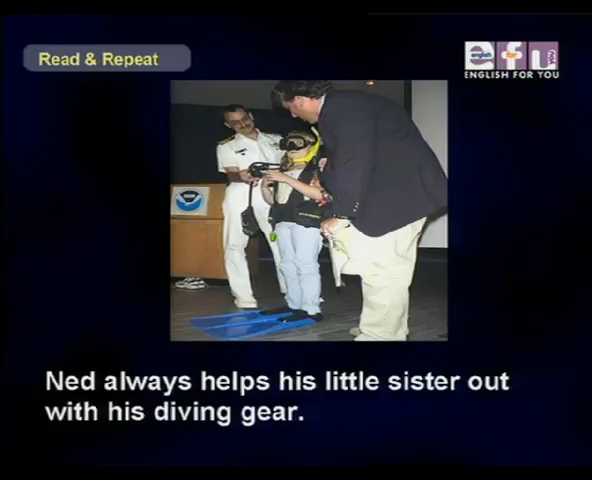 Read & Repeat
english for you
ENGLISH FOR YOU
Ned always helps his little sister out
with his diving gear.